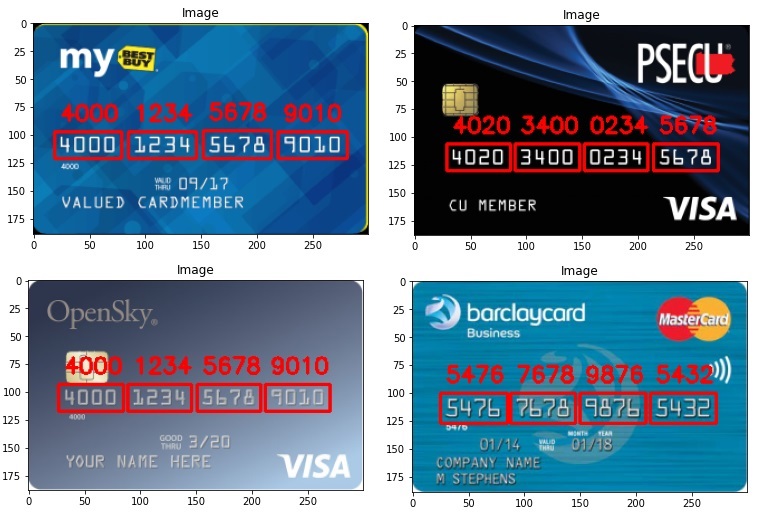 Image
0
25
50
75
100
125
150
175
0
50
100
150
200
250
my BEST BUY
4000 1234 5678 9010
4000 1234 5678 9010
4000
VALID THRU 09/17
VALUED CARDMEMBER
Image
0
25
50
75
100
125
150
175
0
50
100
150
200
250
PSECU®
4020 3400 0234 5678
4020 3400 0234 5678
CU MEMBER
VISA
Image
0
25
50
75
100
125
150
175
0
50
100
150
200
250
OpenSky®
4000 1234 5678 9010
4000 1234 5678 9010
4000
GOOD THRU 3/20
YOUR NAME HERE
VISA
Image
0
25
50
75
100
125
150
175
0
50
100
150
200
250
barclaycard
Business
MasterCard
5476 7678 9876 5432
5476 7678 9876 5432
5476
MONTH YEAR
01/14 VALID THRU 01/18
COMPANY NAME
M STEPHENS